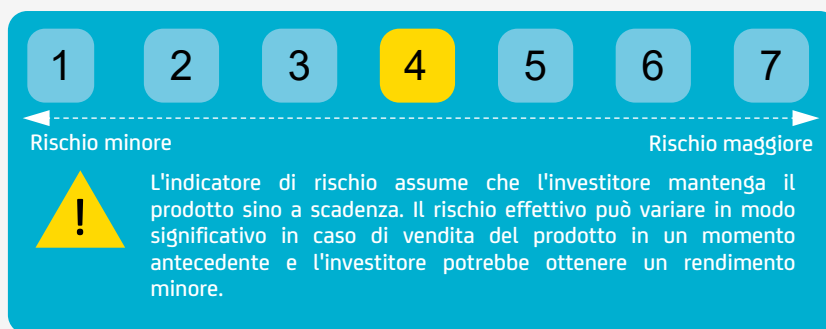 1 2 3 4 5 6 7
Rischio minore Rischio maggiore
!
L'indicatore di rischio assume che l'investitore mantenga il
prodotto sino a scadenza. Il rischio effettivo può variare in modo
significativo in caso di vendita del prodotto in un momento
antecedente e l'investitore potrebbe ottenere un rendimento
minore.